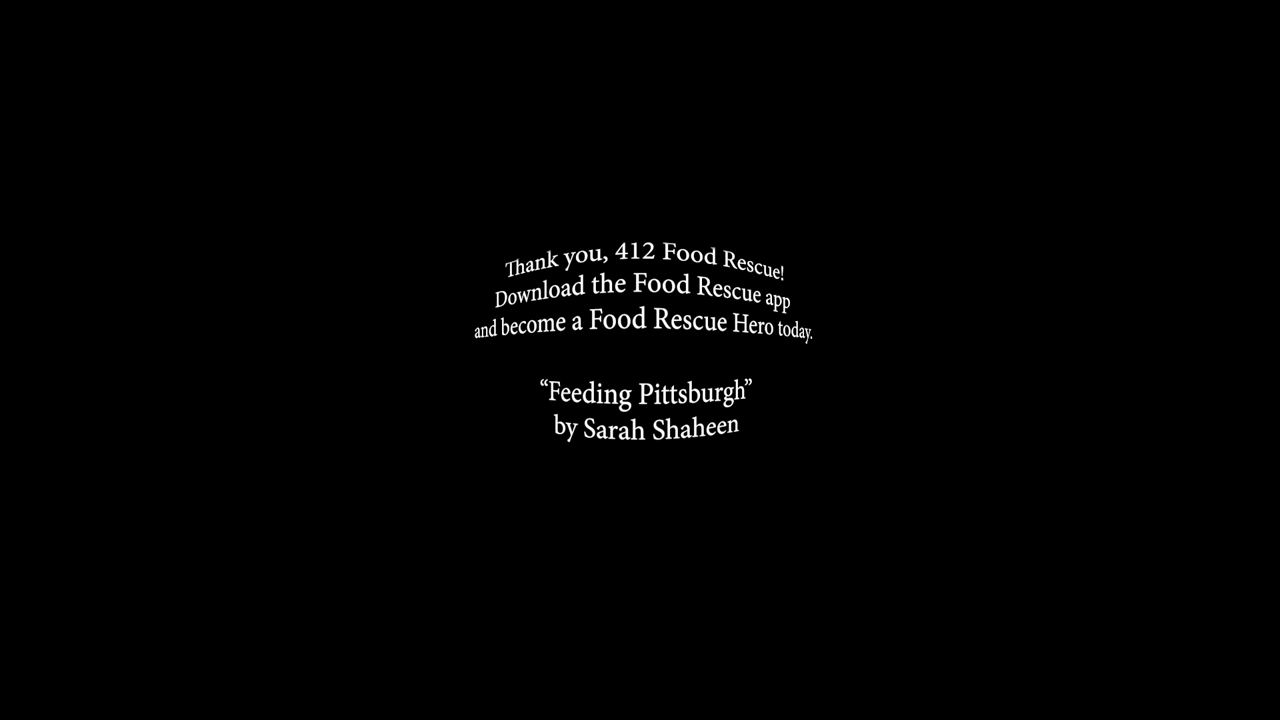 Thank you, 412 Food Rescue!
Download the Food Rescue app
and become a Food Rescue Hero today.
“Feeding Pittsburgh”
by Sarah Shaheen